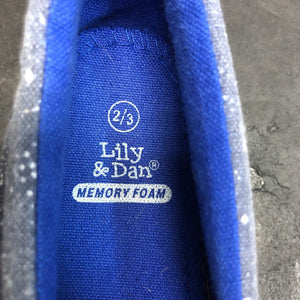 2/3
Lily
& Dan®
MEMORY FOAM